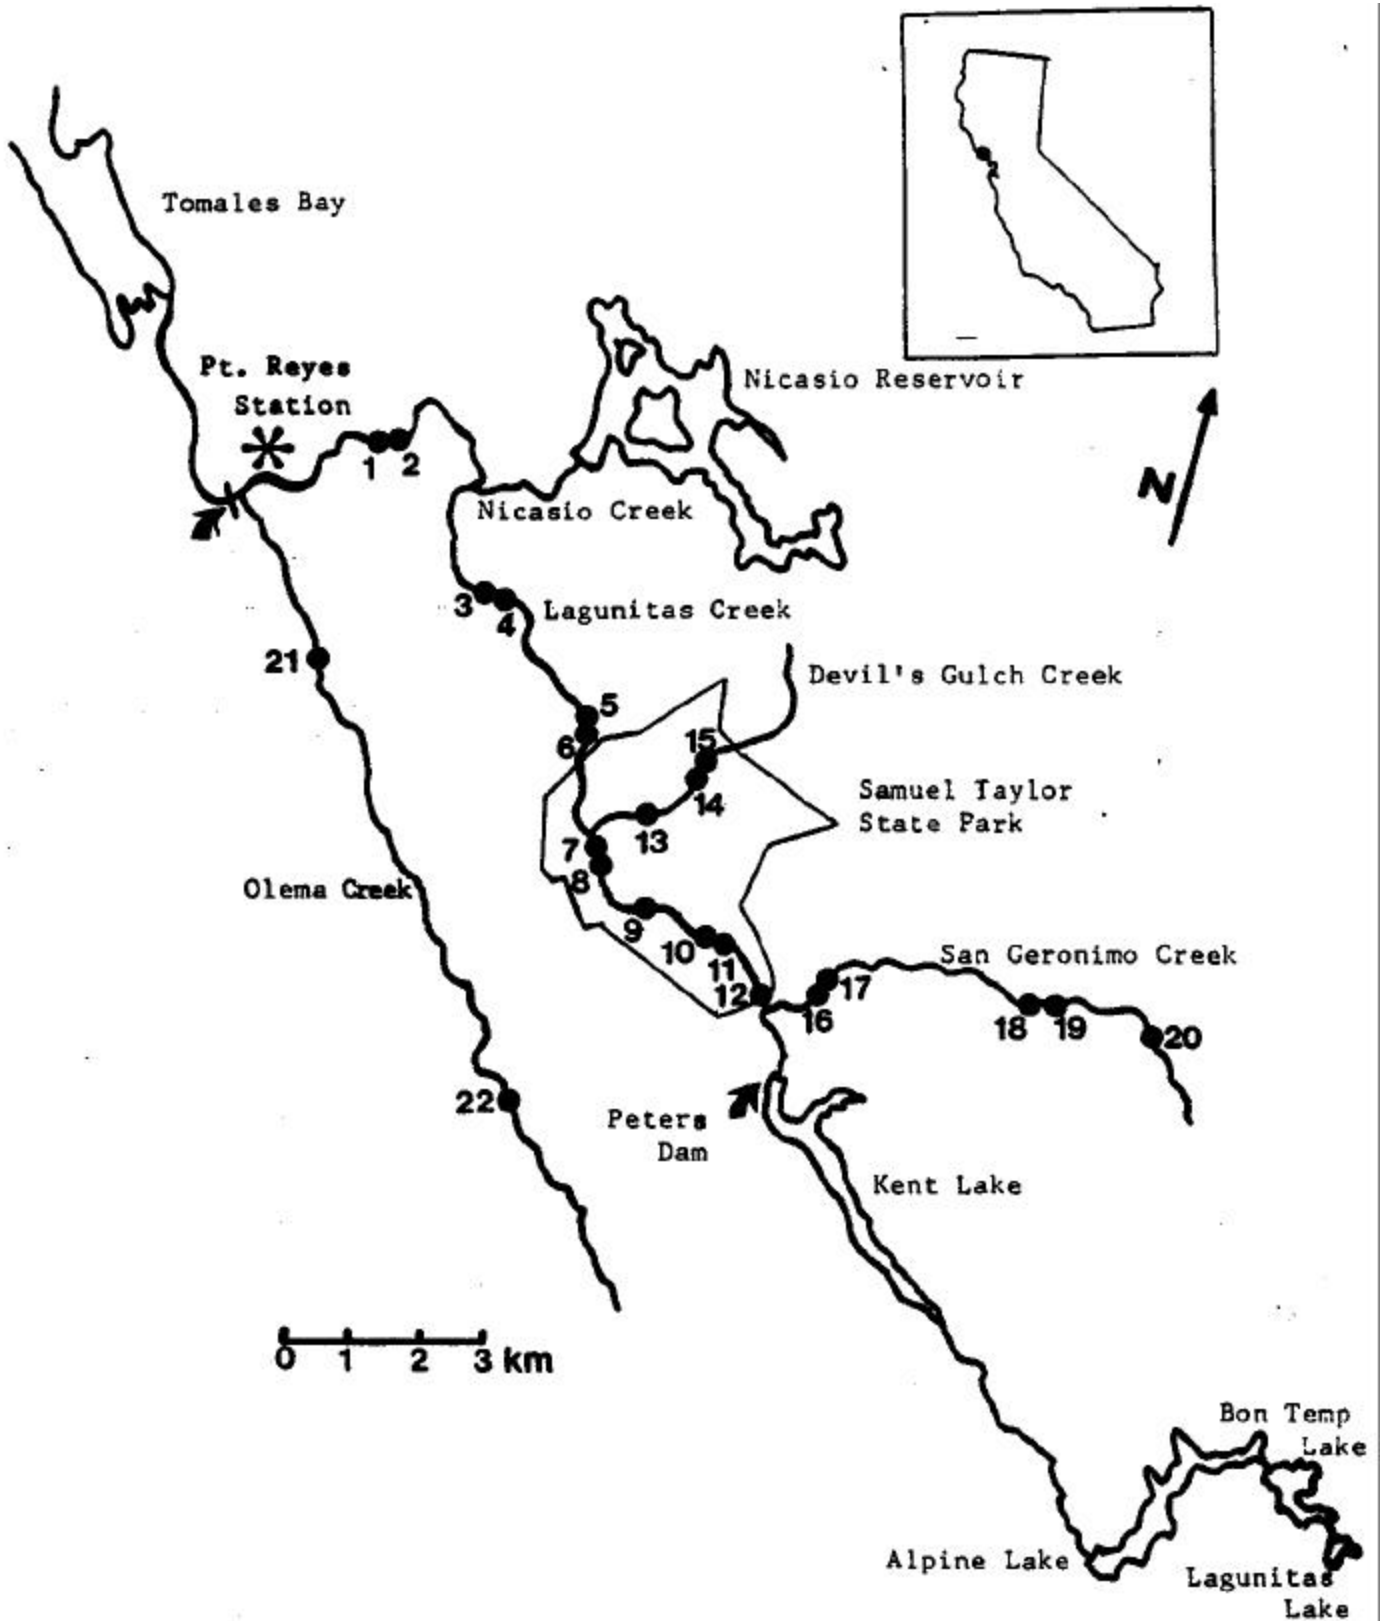 Tomales Bay
Pt. Reyes
Station
Nicasio Reservoir
1
2
N
Nicasio Creek
3
4
Lagunitas Creek
21
Devil's Gulch Creek
5
6
15
14
Samuel Taylor
State Park
13
7
8
Olema Creek
9
10
11
San Geronimo Creek
12
17
16
18
19
20
22
Peters
Dam
Kent Lake
0 1 2 3 km
Bon Temp
Lake
Alpine Lake
Lagunitas
Lake